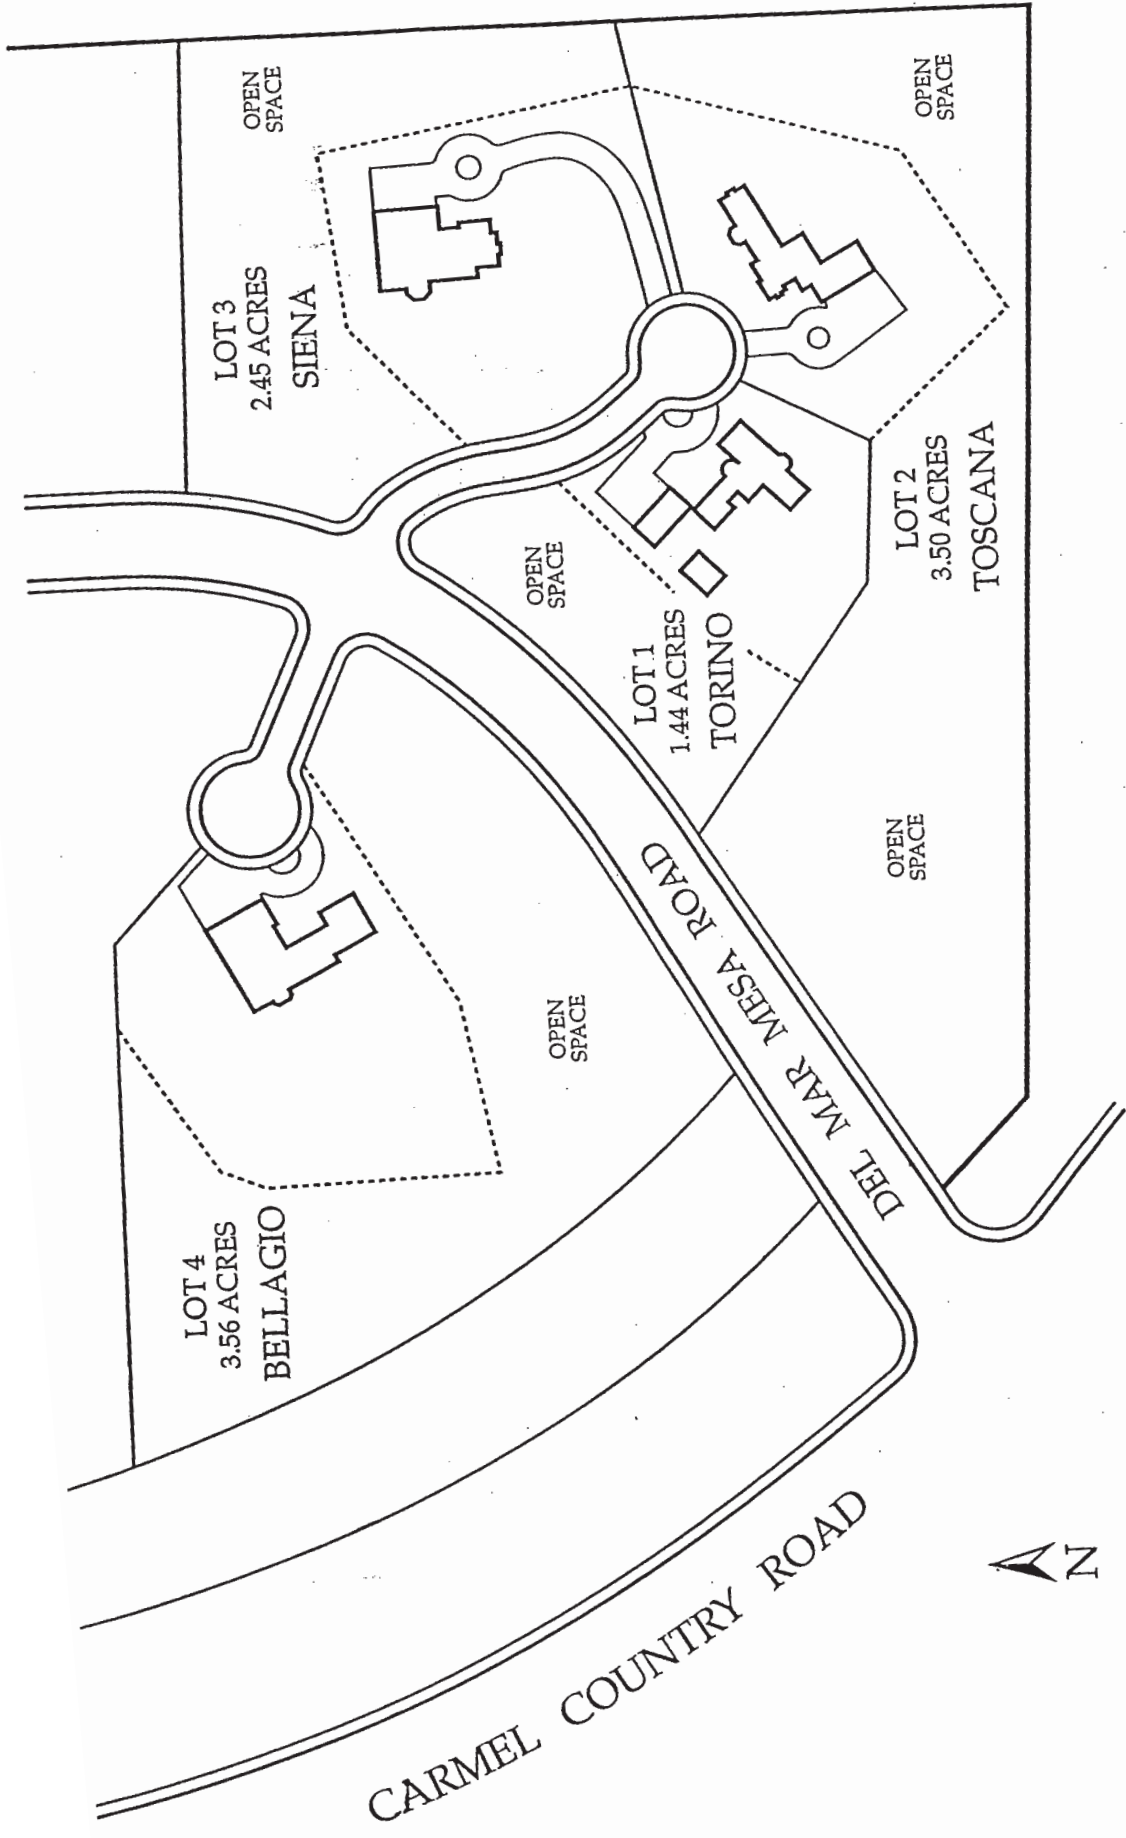 OPEN
SPACE
OPEN
SPACE
LOT 3
2.45 ACRES
SIENA
LOT 2
3.50 ACRES
TOSCANA
OPEN
SPACE
LOT 1
1.44 ACRES
TORINO
OPEN
SPACE
OPEN
SPACE
DEL MAR MESA ROAD
LOT 4
3.56 ACRES
BELLAGIO
CARMEL COUNTRY ROAD
N